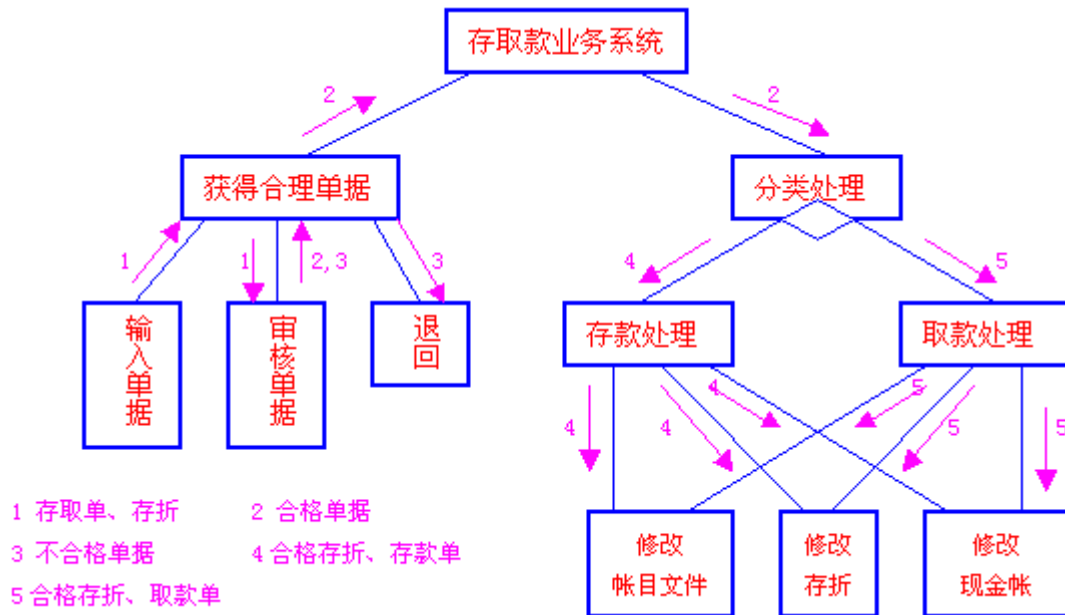 存取款业务系统
2
2
获得合理单据
分类处理
1
1
2,3
3
4
5
输入单据
审核单据
退回
存款处理
取款处理
4
4
4
5
5
5
修改
帐目文件
修改
存折
修改
现金帐
1 存取单、存折
2 合格单据
3 不合格单据
4 合格存折、存款单
5 合格存折、取款单